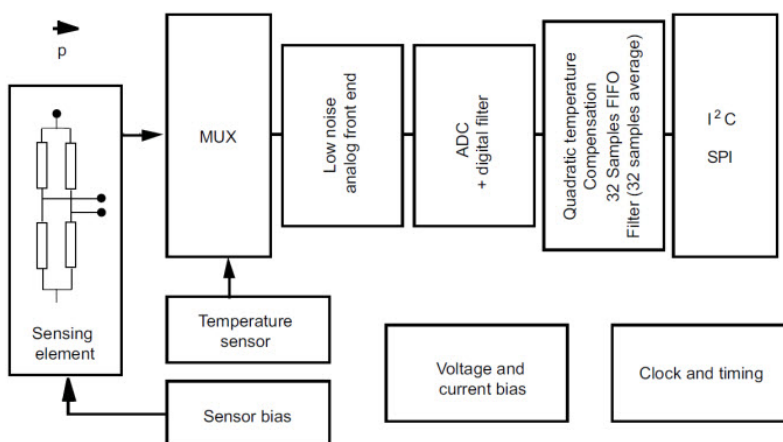 p
Sensing
element
MUX
Temperature
sensor
Sensor bias
Low noise
analog front end
ADC
+ digital filter
Quadratic temperature
Compensation
32 Samples FIFO
Filter (32 samples average)
I²C
SPI
Voltage and
current bias
Clock and timing